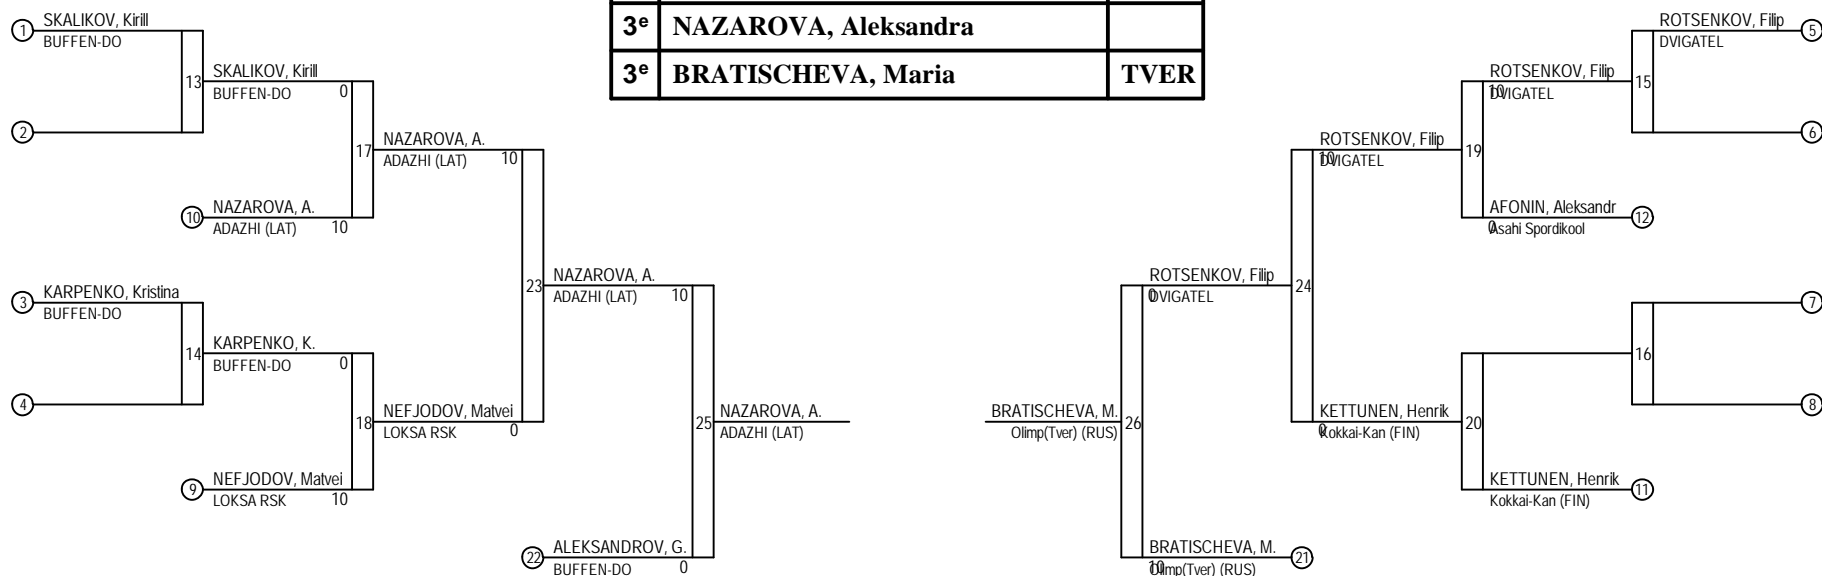 3e NAZAROVA, Aleksandra
3e BRATISCHEVA, Maria TVER
1 SKALIKOV, Kirill
BUFFEN-DO
13 SKALIKOV, Kirill
BUFFEN-DO 0
2
17 NAZAROVA, A.
ADAZHI (LAT) 10
10 NAZAROVA, A.
ADAZHI (LAT) 10
23 NAZAROVA, A.
ADAZHI (LAT) 10
3 KARPENKO, Kristina
BUFFEN-DO
14 KARPENKO, K.
BUFFEN-DO 0
4
18 NEFJODOV, Matvei
LOKSA RSK 0
9 NEFJODOV, Matvei
LOKSA RSK 10
25 NAZAROVA, A.
ADAZHI (LAT)
22 ALEKSANDROV, G.
BUFFEN-DO 0
ROTSENKOV, Filip 5
DVIGATEL
ROTSENKOV, Filip 15
10 DVIGATEL
6
ROTSENKOV, Filip 19
10 DVIGATEL
AFONIN, Aleksandr 12
0 Asahi Spordikool
ROTSENKOV, Filip 24
0 DVIGATEL
7
16
8
KETTUNEN, Henrik 20
0 Kokkai-Kan (FIN)
KETTUNEN, Henrik 11
Kokkai-Kan (FIN)
BRATISCHEVA, M. 26
Olimp(Tver) (RUS)
BRATISCHEVA, M. 21
10 Olimp(Tver) (RUS)